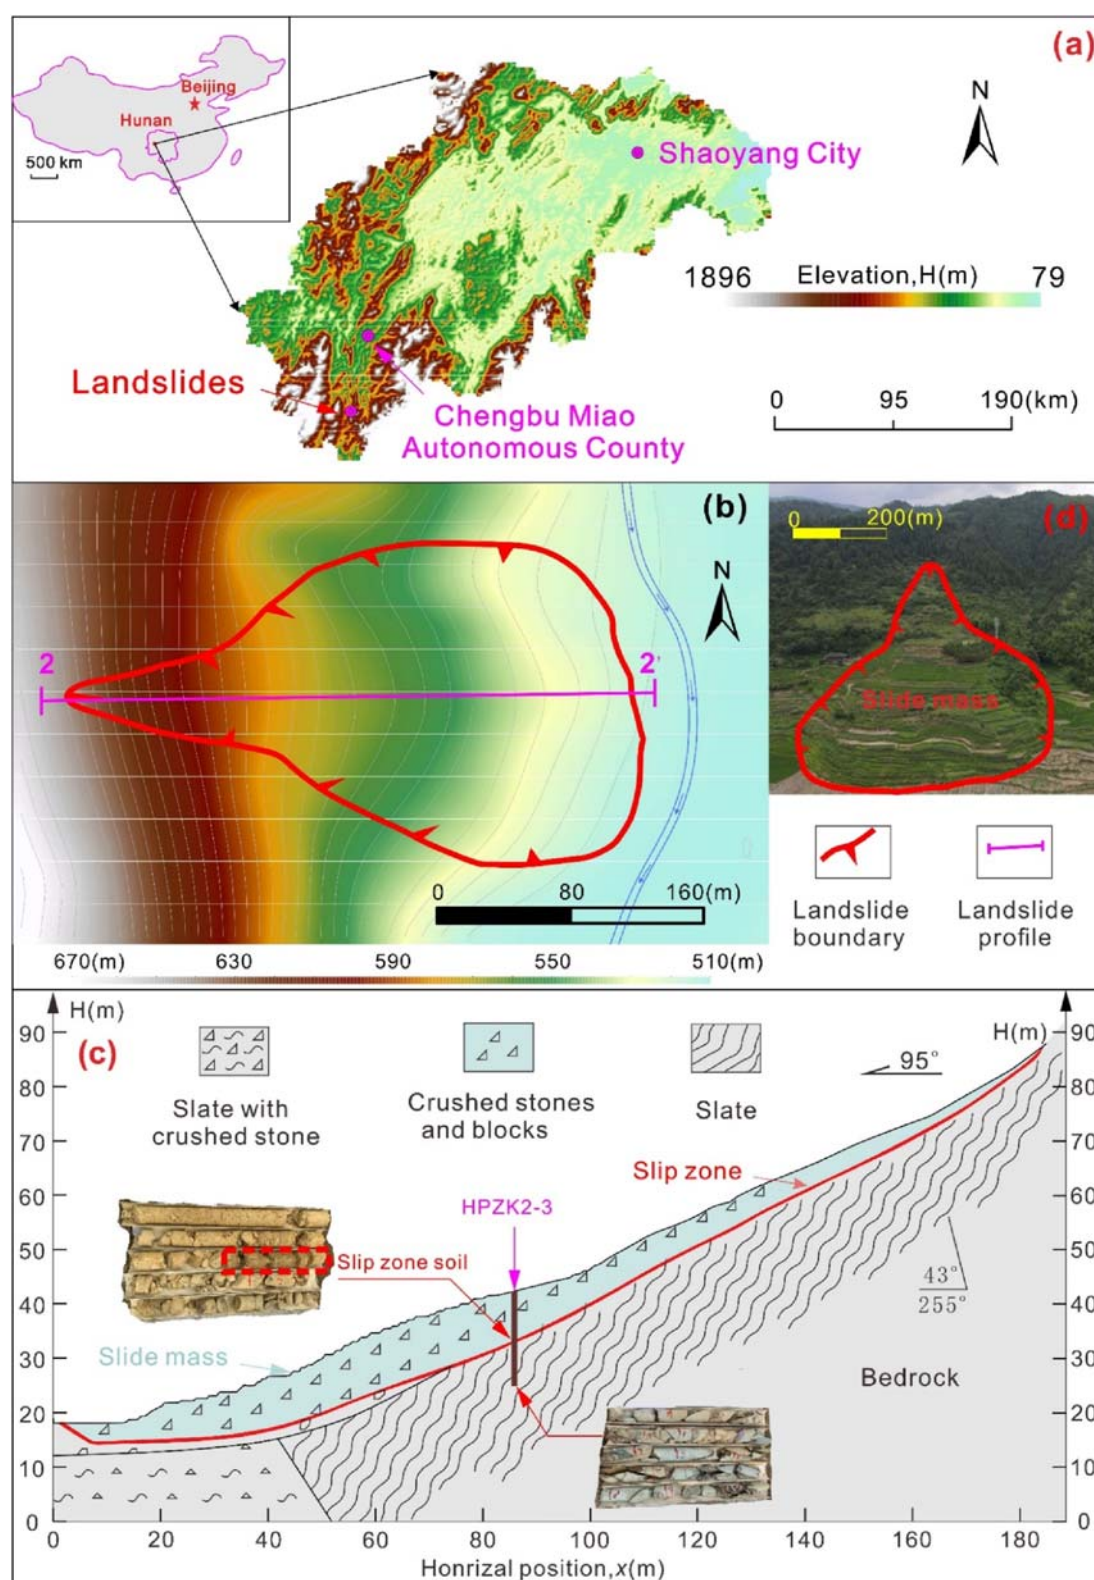 (a)
Beijing
Hunan
500 km
N
Shaoyang City
1896 Elevation,H(m) 79
Landslides
Chengbu Miao
Autonomous County
0 95 190(km)
(b)
N
2
2'
0 80 160(m)
670(m) 630 590 550 510(m)
(d)
0 200(m)
Slide mass
Landslide
boundary
Landslide
profile
(c)
H(m)
90
80
70
60
50
40
30
20
10
0
Slate with
crushed stone
Crushed stones
and blocks
Slate
95°
H(m)
90
80
70
60
50
40
30
20
10
0
Slip zone
HPZK2-3
Slip zone soil
Slide mass
43°
255°
Bedrock
0 20 40 60 80 100 120 140 160 180
Honrizal position,x(m)